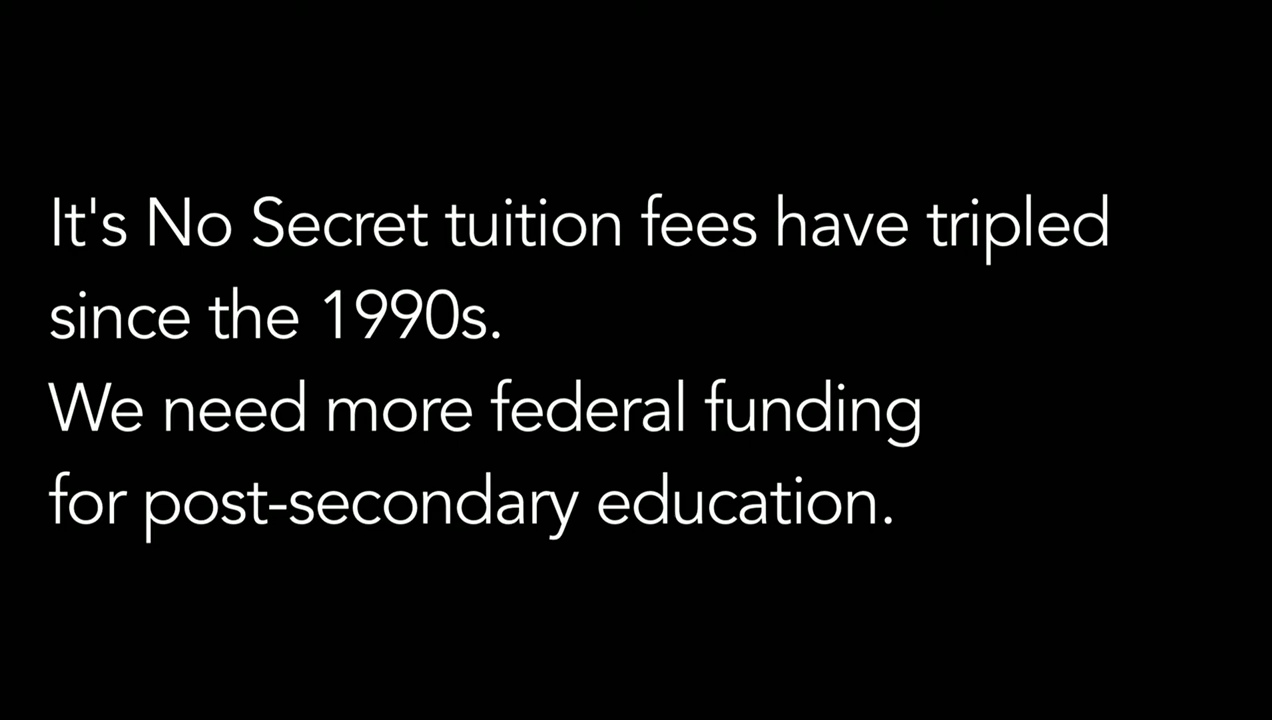 It's No Secret tuition fees have tripled
since the 1990s.
We need more federal funding
for post-secondary education.